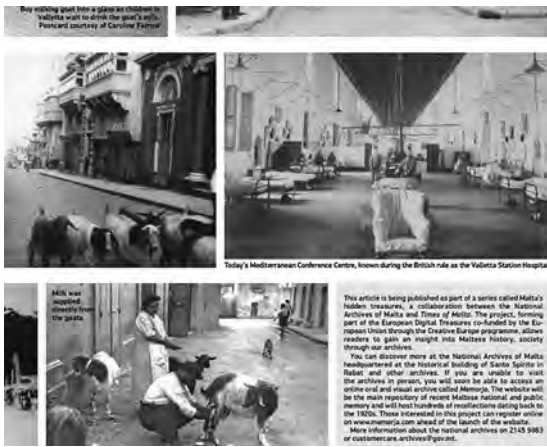 Boy milking goat into a glass as children in
Valletta wait to drink the goat's milk.
Postcard courtesy of Caroline Farrow
Today's Mediterranean Conference Centre, known during the British rule as the Valletta Station Hospital
Milk was
supplied
directly from
the goats.
This article is being published as part of a series called Malta's
hidden treasures, a collaboration between the National
Archives of Malta and Times of Malta. The project, forming
part of the European Digital Treasures co-funded by the Eu-
ropean Union through the Creative Europe programme, allows
readers to gain an insight into Maltese history, society
through our archives.
You can discover more at the National Archives of Malta
headquartered at the historical building of Santo Spirito in
Rabat and other archives. If you are unable to visit
the archives in person, you will soon be able to access an
online oral and visual archive called Memorja. The website will
be the main repository of recent Maltese national and public
memory and will host hundreds of recollections dating back to
the 1920s. Those interested in this project can register online
on www.memorja.com ahead of the launch of the website.
More information about the national archives on 2145 9863
or customercare.archives@gov.mt.